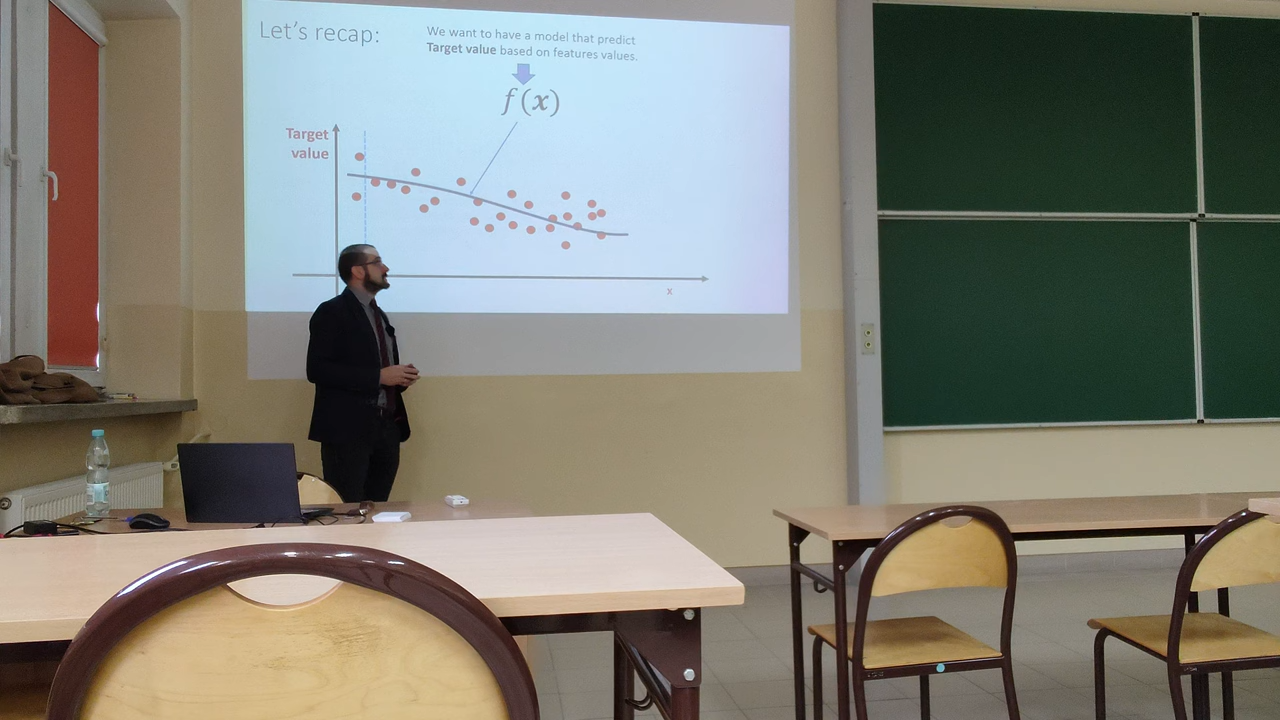 Let's recap:
We want to have a model that predict
Target value based on features values.
f(x)
Target
value
x